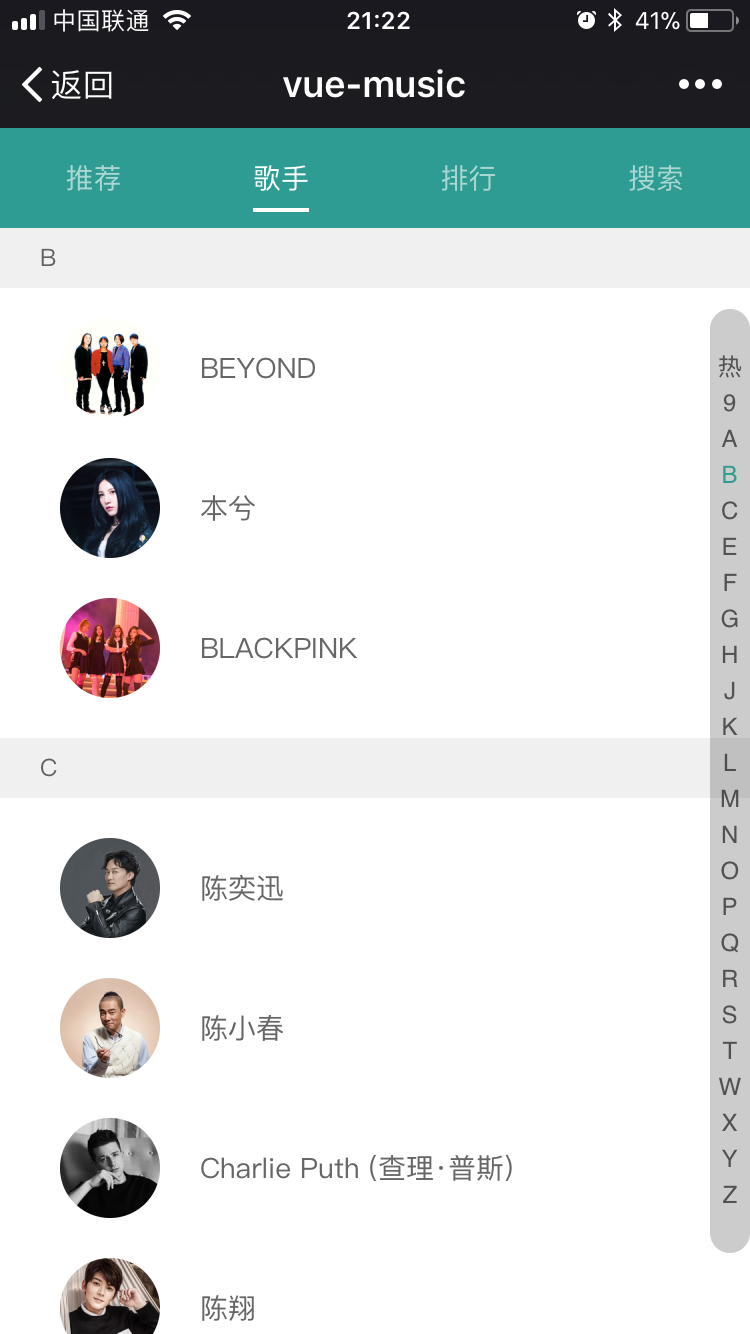 中国联通 21:22 41%
返回 vue-music
推荐 歌手 排行 搜索
B
BEYOND
本兮
BLACKPINK
C
陈奕迅
陈小春
Charlie Puth (查理·普斯)
陈翔
热
9
A
B
C
E
F
G
H
J
K
L
M
N
O
P
Q
R
S
T
W
X
Y
Z